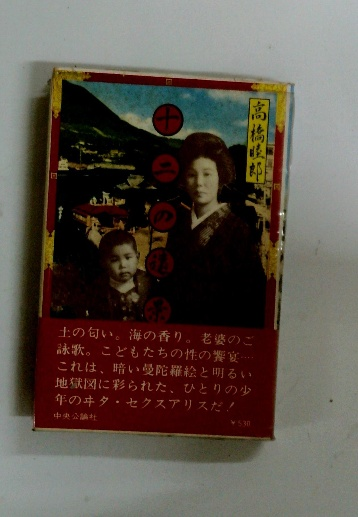 高橋睦郎
十二の遠景
土の匂い。海の香り。老婆のご
詠歌。こどもたちの性の饗宴……
これは、暗い曼陀羅絵と明るい
地獄図に彩られた、ひとりの少
年のヰタ・セクスアリスだ!
中央公論社
¥530